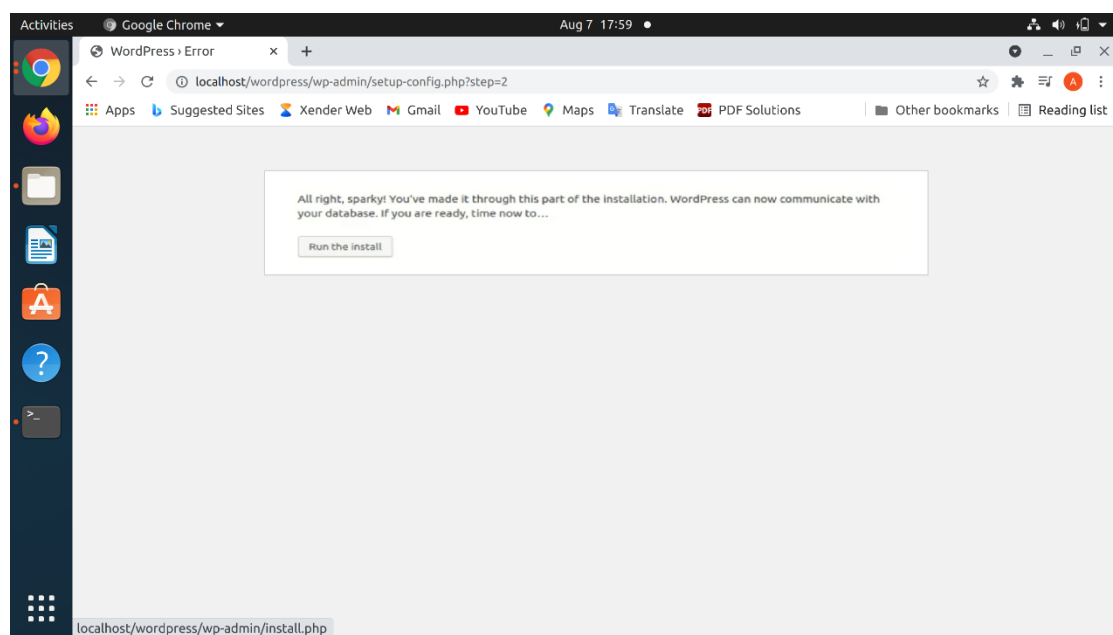 Activities Google Chrome Aug 7 17:59
WordPress › Error
localhost/wordpress/wp-admin/setup-config.php?step=2 A
Apps Suggested Sites Xender Web Gmail YouTube Maps Translate PDF PDF Solutions Other bookmarks Reading list
All right, sparky! You've made it through this part of the installation. WordPress can now communicate with
your database. If you are ready, time now to…
Run the install
localhost/wordpress/wp-admin/install.php